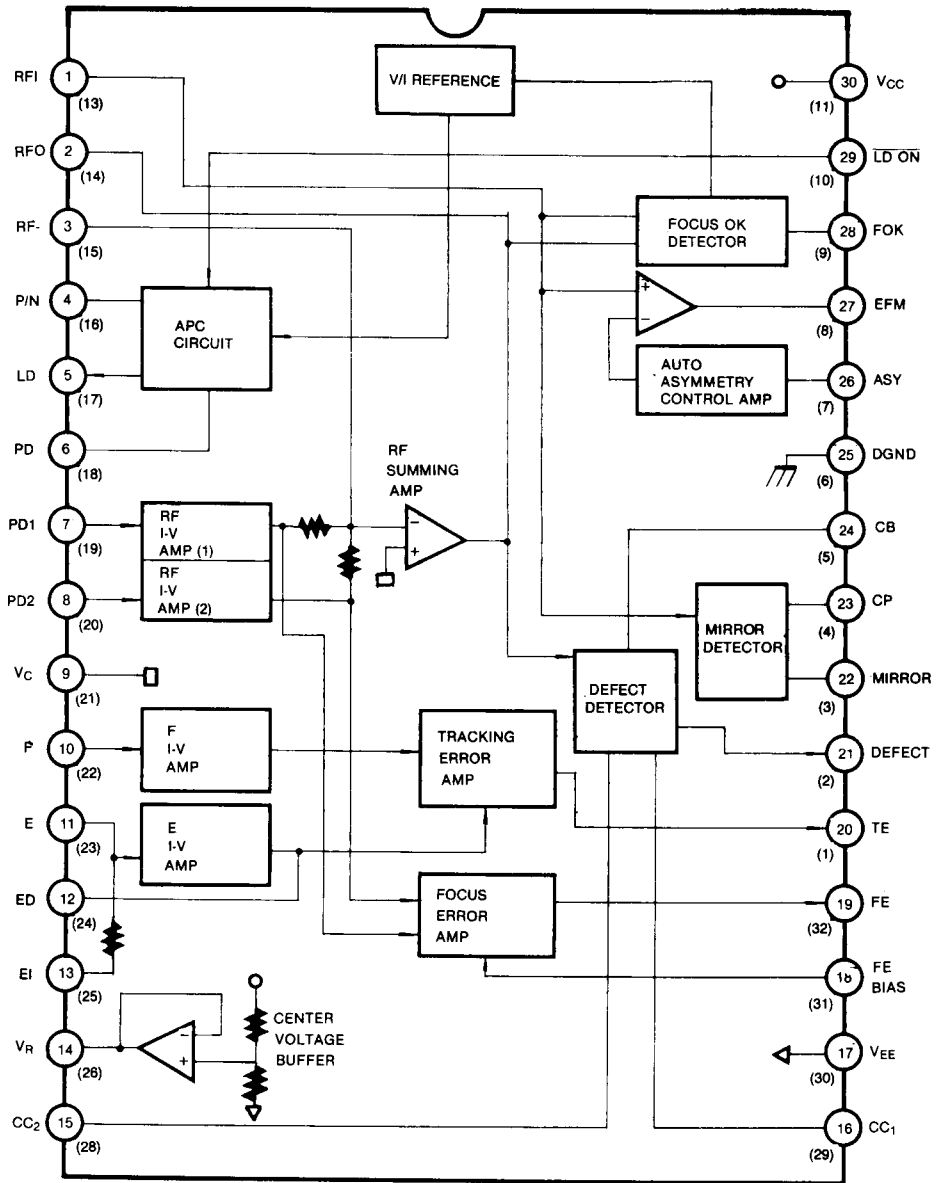 RFI 1 (13)
RFO 2 (14)
RF- 3 (15)
P/N 4 (16)
LD 5 (17)
PD 6 (18)
PD1 7 (19)
PD2 8 (20)
VC 9 (21)
F 10 (22)
E 11 (23)
ED 12 (24)
EI 13 (25)
VR 14 (26)
CC2 15 (28)
V/I REFERENCE
APC
CIRCUIT
RF
I-V
AMP (1)
RF
I-V
AMP (2)
RF
SUMMING
AMP
-
+
F
I-V
AMP
E
I-V
AMP
TRACKING
ERROR
AMP
FOCUS
ERROR
AMP
-
+
CENTER
VOLTAGE
BUFFER
FOCUS OK
DETECTOR
+
-
AUTO
ASYMMETRY
CONTROL AMP
MIRROR
DETECTOR
DEFECT
DETECTOR
30 VCC (11)
29 LD ON (10)
28 FOK (9)
27 EFM (8)
26 ASY (7)
25 DGND (6)
24 CB (5)
23 CP (4)
22 MIRROR (3)
21 DEFECT (2)
20 TE (1)
19 FE (32)
18 FE BIAS (31)
17 VEE (30)
16 CC1 (29)